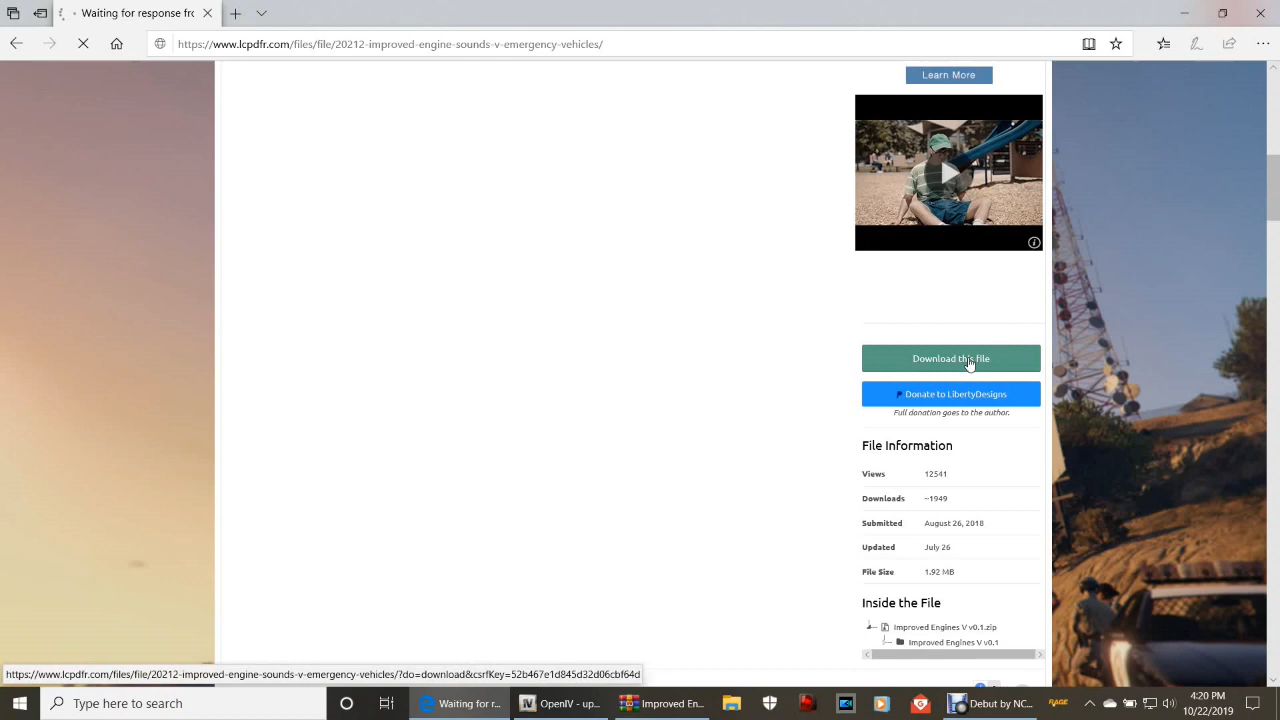 Waiting for response fro
https://www.lcpdfr.com/files/file/20212-improved-engine-sounds-v-emergency-vehicles/
Learn More
Download this file
Donate to LibertyDesigns
Full donation goes to the author.
File Information
Views 12541
Downloads ~1949
Submitted August 26, 2018
Updated July 26
File Size 1.92 MB
Inside the File
Improved Engines V v0.1.zip
Improved Engines V v0.1
https://www.lcpdfr.com/files/file/20212-improved-engine-sounds-v-emergency-vehicles/?do=download&csrfKey=52b467e1d845d32d06cbf64d
Type here to search
Waiting for r...
OpenIV - up...
Improved En...
Debut by NC...
RAGE
4:20 PM
10/22/2019